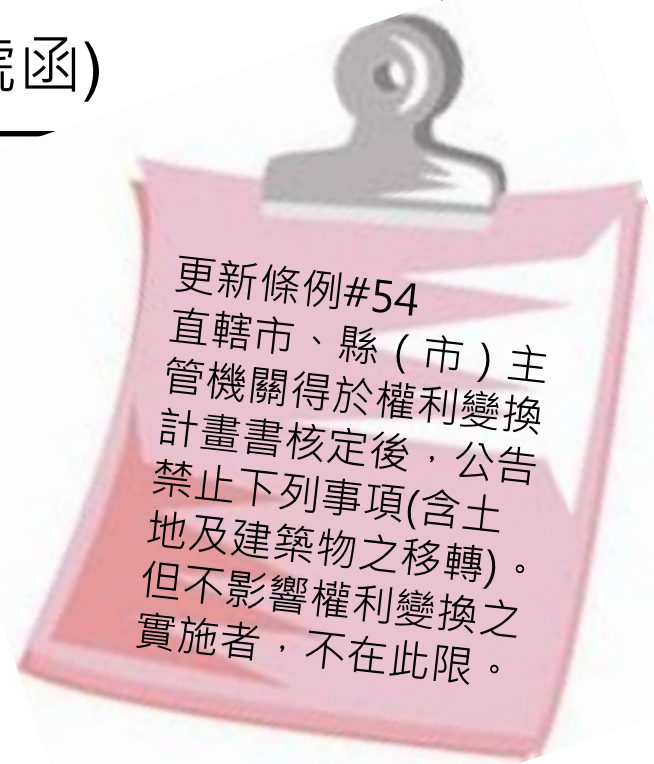 號函)
更新條例#54
直轄市、縣（市）主
管機關得於權利變換
計畫書核定後，公告
禁止下列事項(含土
地及建築物之移轉)。
但不影響權利變換之
實施者，不在此限。